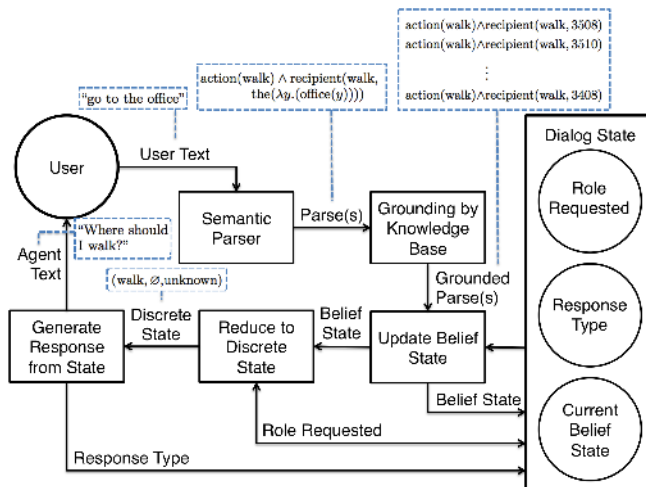 action(walk)∧recipient(walk, 3508)
action(walk)∧recipient(walk, 3510)
⋮
action(walk)∧recipient(walk, 3408)
action(walk) ∧ recipient(walk,
the(λy.(office(y))))
"go to the office"
User
User Text
Semantic
Parser
Parse(s)
Grounding by
Knowledge
Base
Grounded
Parse(s)
Dialog State
Role
Requested
Response
Type
Current
Belief
State
"Where should
I walk?"
Agent
Text
(walk, ∅,unknown)
Generate
Response
from State
Discrete
State
Reduce to
Discrete
State
Belief
State
Update Belief
State
Belief State
Role Requested
Response Type